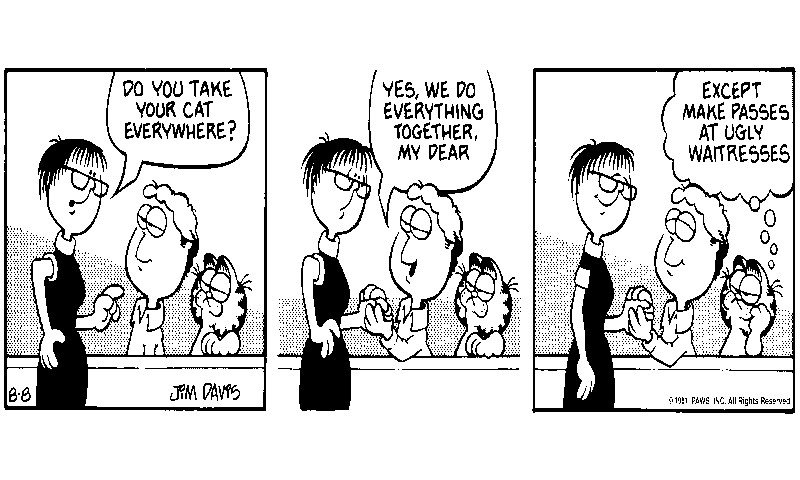 DO YOU TAKE
YOUR CAT
EVERYWHERE?
8-8
JIM DAVIS
YES, WE DO
EVERYTHING
TOGETHER,
MY DEAR
EXCEPT
MAKE PASSES
AT UGLY
WAITRESSES
© 1981 PAWS, INC. All Rights Reserved